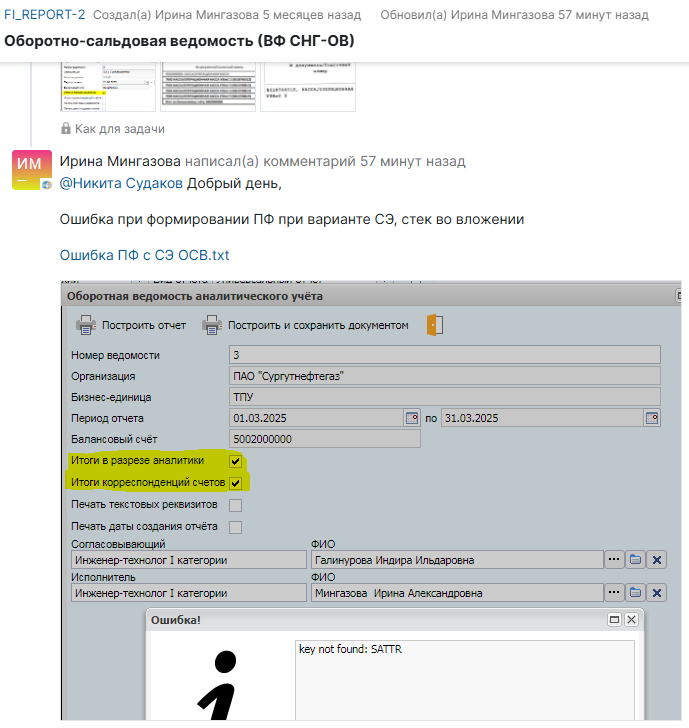 FI_REPORT-2 Создал(а) Ирина Мингазова 5 месяцев назад Обновил(а) Ирина Мингазова 57 минут назад
Оборотно-сальдовая ведомость (ВФ СНГ-ОВ)
Как для задачи
ИМ
Ирина Мингазова написал(а) комментарий 57 минут назад
@Никита Судаков Добрый день,
Ошибка при формировании ПФ при варианте СЭ, стек во вложении
Ошибка ПФ с СЭ ОСВ.txt
Оборотная ведомость аналитического учёта
Построить отчет Построить и сохранить документом
Номер ведомости 3
Организация ПАО "Сургутнефтегаз"
Бизнес-единица ТПУ
Период отчета 01.03.2025 по 31.03.2025
Балансовый счёт 5002000000
Итоги в разрезе аналитики
Итоги корреспонденций счетов
Печать текстовых реквизитов
Печать даты создания отчёта
Согласовывающий ФИО
Инженер-технолог I категории Галинурова Индира Ильдаровна
Исполнитель ФИО
Инженер-технолог I категории Мингазова Ирина Александровна
Ошибка!
key not found: SATTR